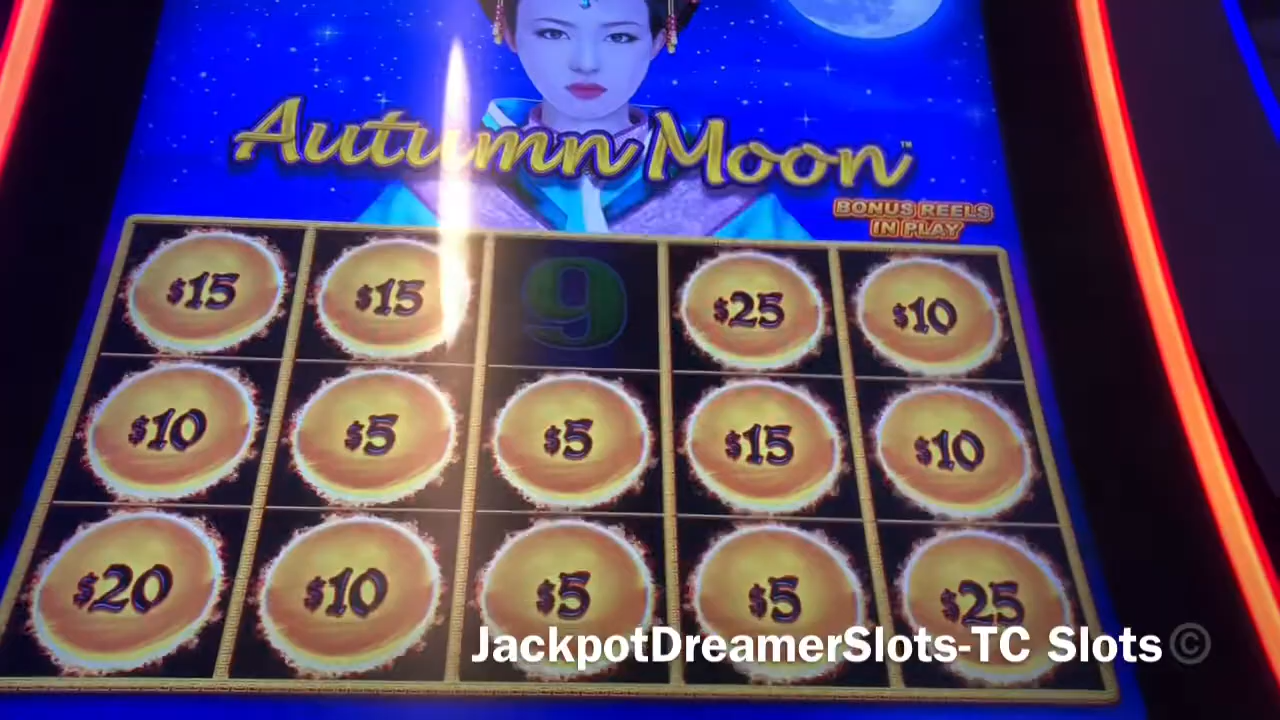 Autumn Moon™
BONUS REELS
IN PLAY
$15 $15 9 $25 $10
$10 $5 $5 $15 $10
$20 $10 $5 $5 $25
JackpotDreamerSlots-TC Slots ©